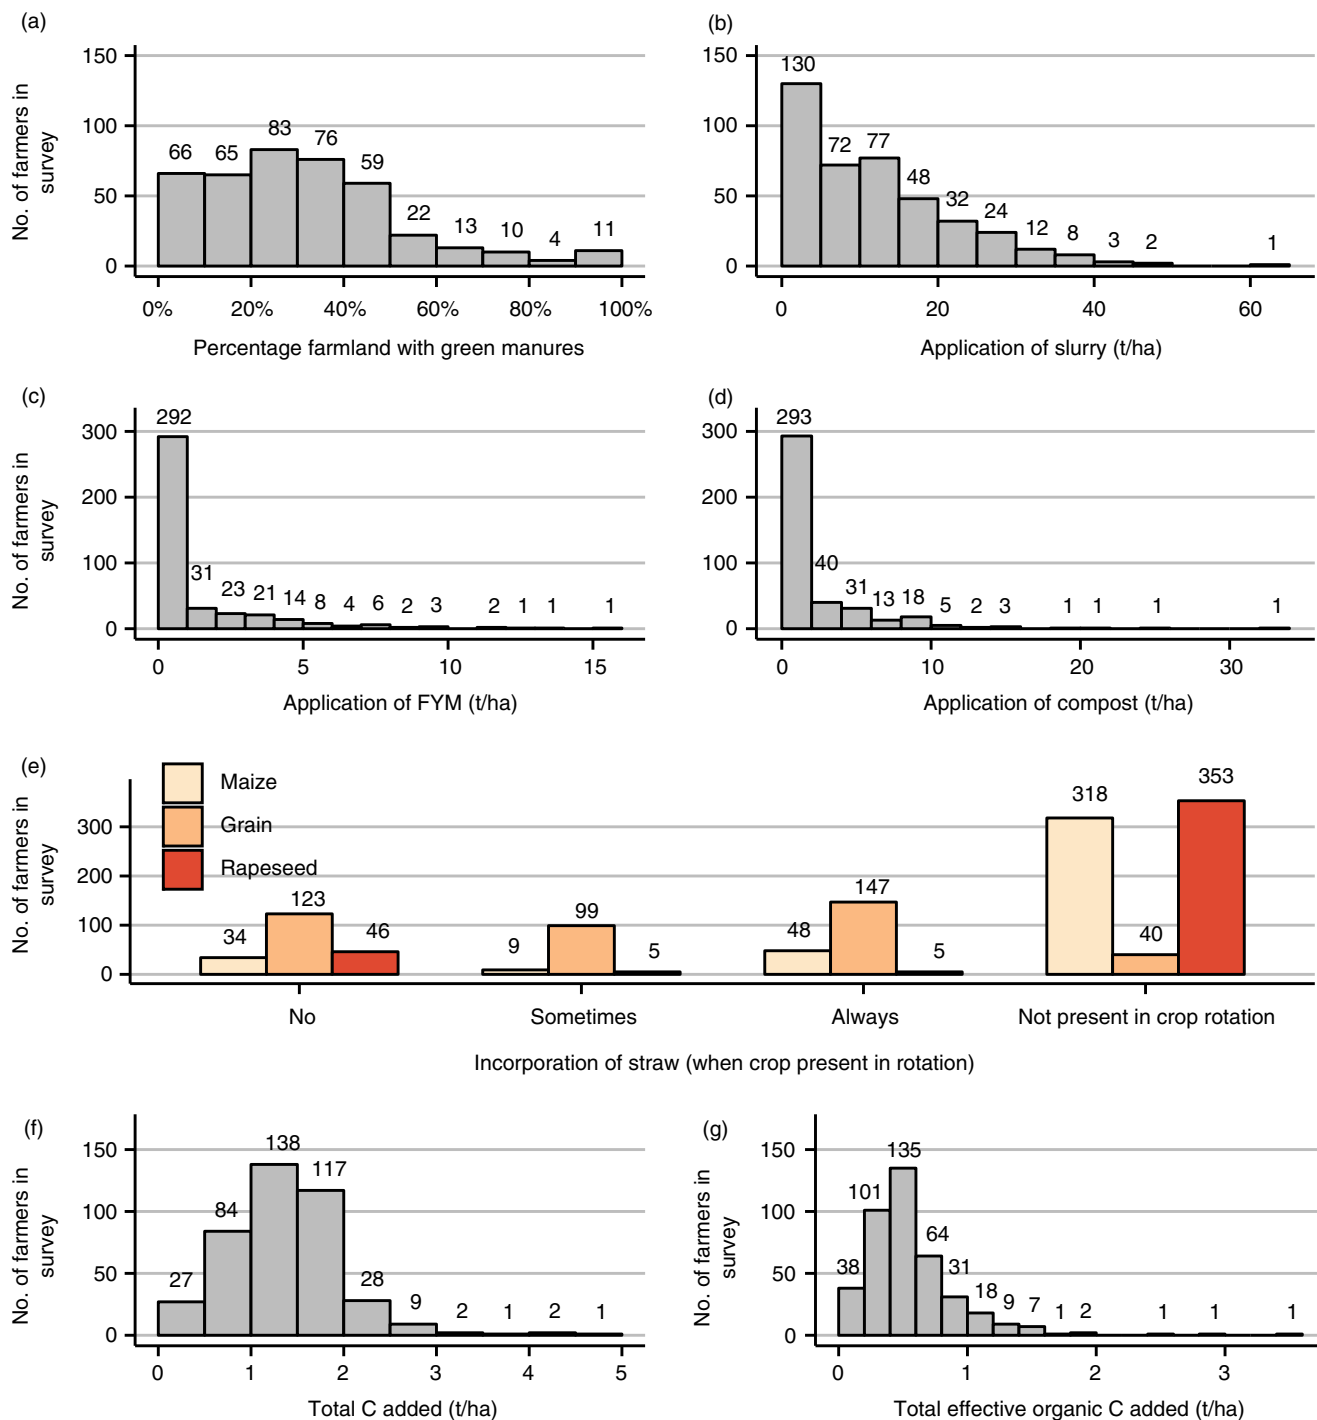 (a)
No. of farmers in
survey
150
100
50
0
66 65 83 76 59 22 13 10 4 11
0% 20% 40% 60% 80% 100%
Percentage farmland with green manures
(b)
150
100
50
0
130 72 77 48 32 24 12 8 3 2 1
0 20 40 60
Application of slurry (t/ha)
(c)
No. of farmers in
survey
300
200
100
0
292 31 23 21 14 8 4 6 2 3 2 1 1 1
0 5 10 15
Application of FYM (t/ha)
(d)
300
200
100
0
293 40 31 13 18 5 2 3 1 1 1 1
0 10 20 30
Application of compost (t/ha)
(e)
No. of farmers in
survey
300
200
100
0
Maize
Grain
Rapeseed
34 123 46 9 99 5 48 147 5 318 40 353
No Sometimes Always Not present in crop rotation
Incorporation of straw (when crop present in rotation)
(f)
No. of farmers in
survey
150
100
50
0
27 84 138 117 28 9 2 1 2 1
0 1 2 3 4 5
Total C added (t/ha)
(g)
No. of farmers in
survey
150
100
50
0
38 101 135 64 31 18 9 7 1 2 1 1 1
0 1 2 3
Total effective organic C added (t/ha)